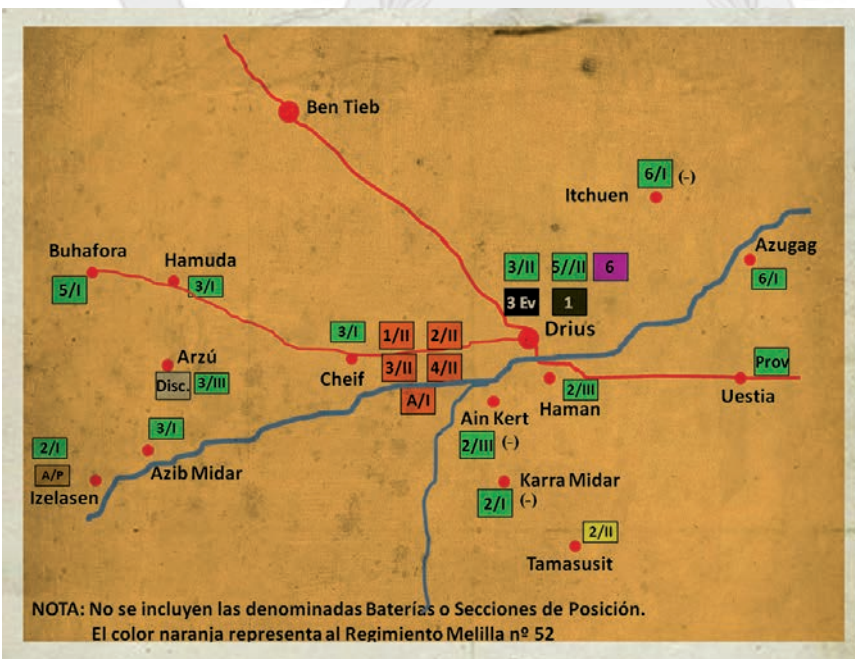 Ben Tieb
6/I (-)
Itchuen
Azugag
6/I
Buhafora
5/I
Hamuda
3/I
3/II 5//II 6
3 Ev 1
Drius
3/I 1/II 2/II
3/II 4/II
A/I
Cheif
Arzú
Disc. 3/III
Prov
Uestia
2/III
Haman
Ain Kert
2/III (-)
3/I
Azib Midar
2/I
A/P
Izelasen
Karra Midar
2/I (-)
2/II
Tamasusit
NOTA: No se incluyen las denominadas Baterías o Secciones de Posición.
El color naranja representa al Regimiento Melilla nº 52